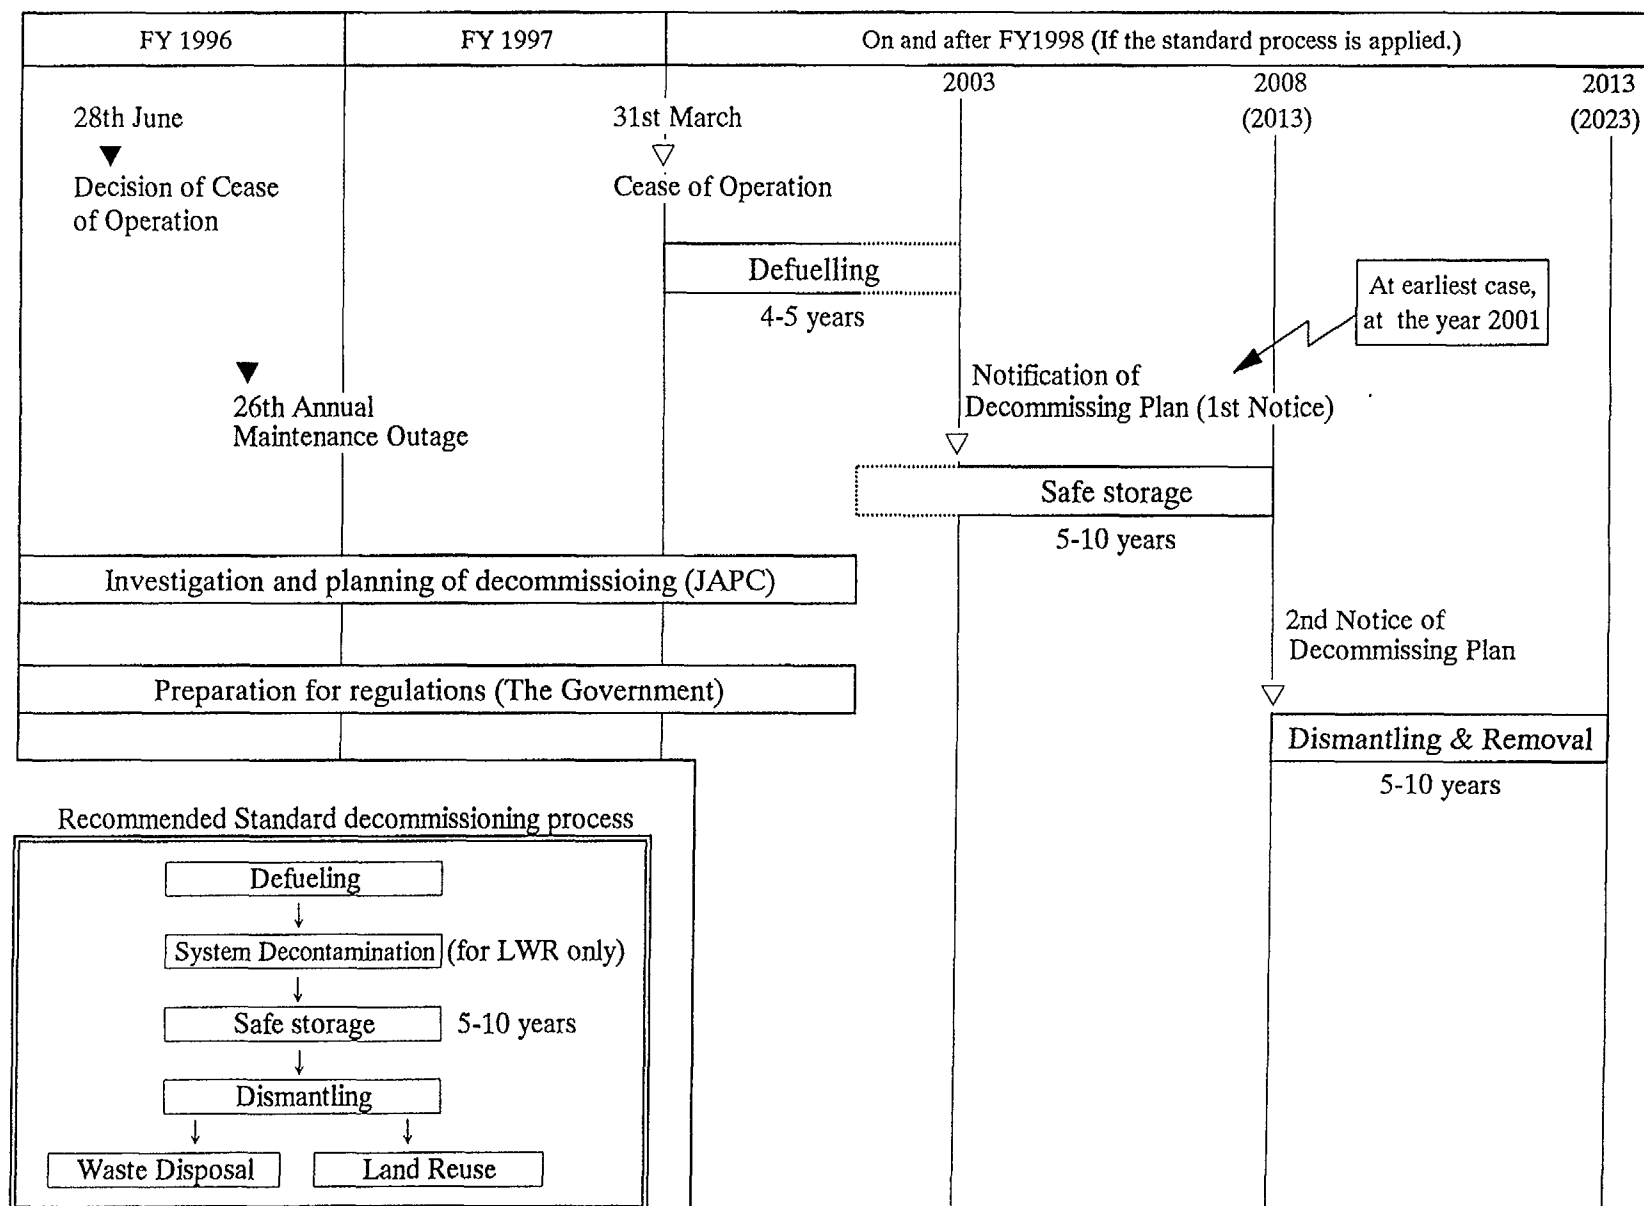 FY 1996
FY 1997
On and after FY1998 (If the standard process is applied.)
2003
2008
(2013)
2013
(2023)
28th June
Decision of Cease
of Operation
31st March
Cease of Operation
Defuelling
4-5 years
At earliest case,
at the year 2001
26th Annual
Maintenance Outage
Notification of
Decommissing Plan (1st Notice)
Safe storage
5-10 years
Investigation and planning of decommissioing (JAPC)
2nd Notice of
Decommissing Plan
Preparation for regulations (The Government)
Dismantling & Removal
5-10 years
Recommended Standard decommissioning process
Defueling
System Decontamination (for LWR only)
Safe storage 5-10 years
Dismantling
Waste Disposal
Land Reuse